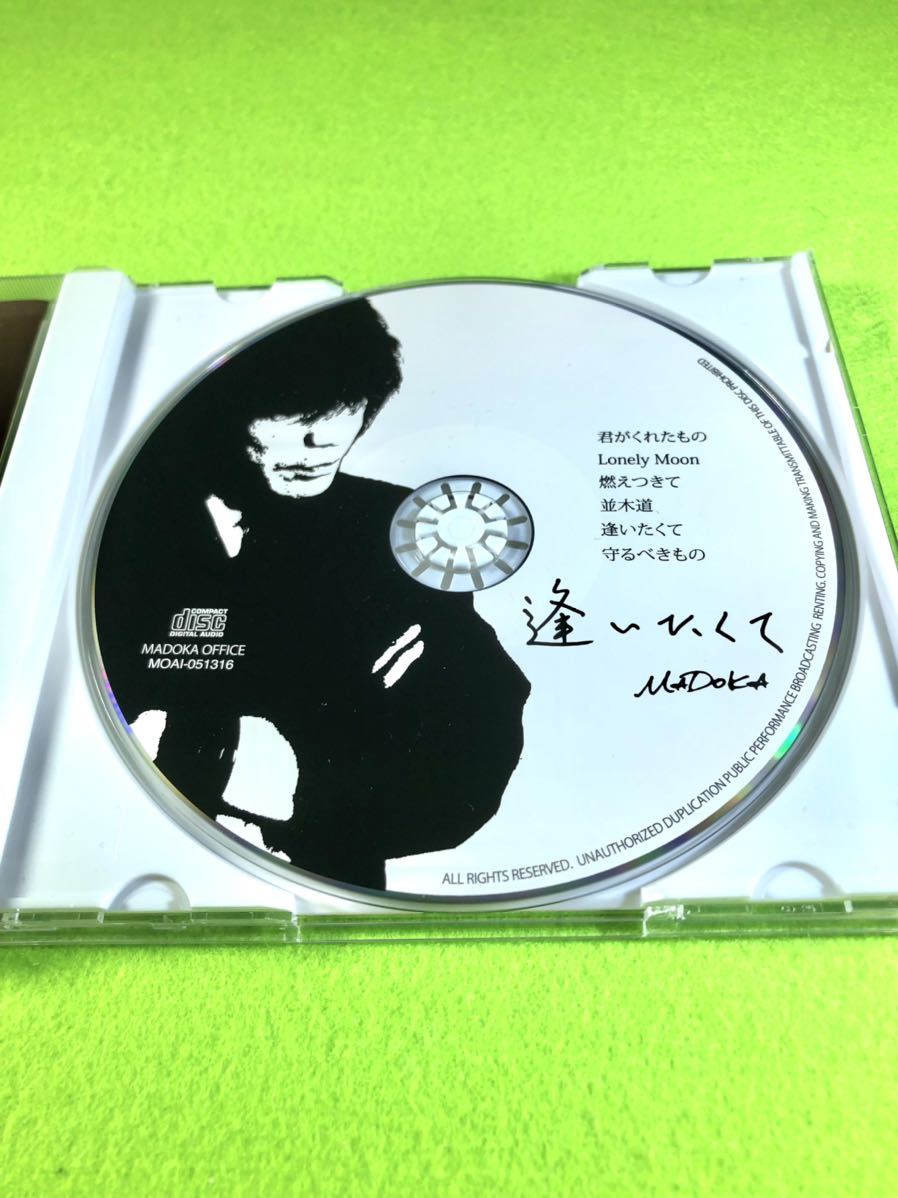 君がくれたもの
Lonely Moon
燃えつきて
並木道
逢いたくて
守るべきもの
逢いたくて
MADOKA
COMPACT
disc
DIGITAL AUDIO
MADOKA OFFICE
MOAI-051316
ALL RIGHTS RESERVED. UNAUTHORIZED DUPLICATION PUBLIC PERFORMANCE BROADCASTING RENTING. COPYING AND MAKING TRANSMITTABLE OF THIS DISC PROHIBITED